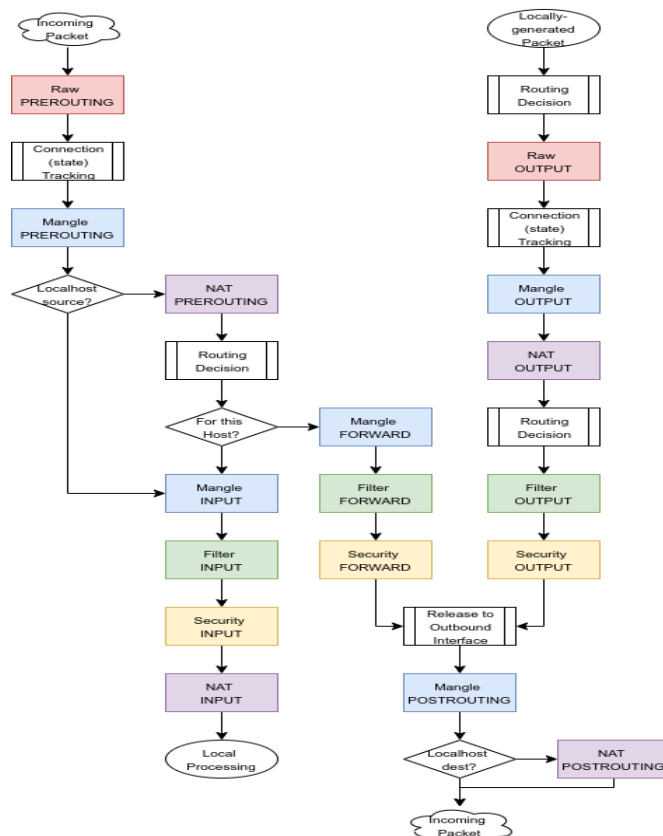 Incoming
Packet
Raw
PREROUTING
Connection
(state)
Tracking
Mangle
PREROUTING
Localhost
source?
NAT
PREROUTING
Routing
Decision
For this
Host?
Mangle
INPUT
Filter
INPUT
Security
INPUT
NAT
INPUT
Local
Processing
Mangle
FORWARD
Filter
FORWARD
Security
FORWARD
Locally-
generated
Packet
Routing
Decision
Raw
OUTPUT
Connection
(state)
Tracking
Mangle
OUTPUT
NAT
OUTPUT
Routing
Decision
Filter
OUTPUT
Security
OUTPUT
Release to
Outbound
Interface
Mangle
POSTROUTING
Localhost
dest?
NAT
POSTROUTING
Incoming
Packet